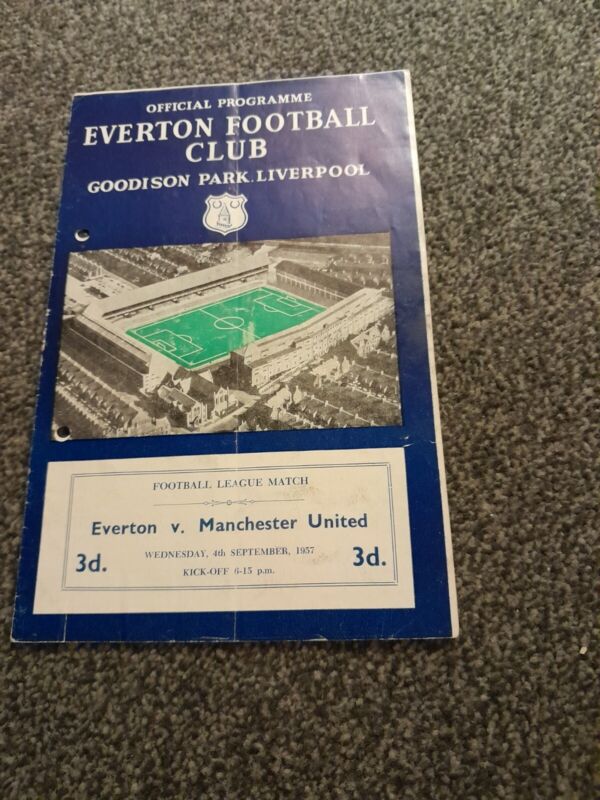 OFFICIAL PROGRAMME
EVERTON FOOTBALL
CLUB
GOODISON PARK. LIVERPOOL
FOOTBALL LEAGUE MATCH
Everton v. Manchester United
WEDNESDAY, 4th SEPTEMBER, 1957
3d. 3d.
KICK-OFF 6-15 p.m.